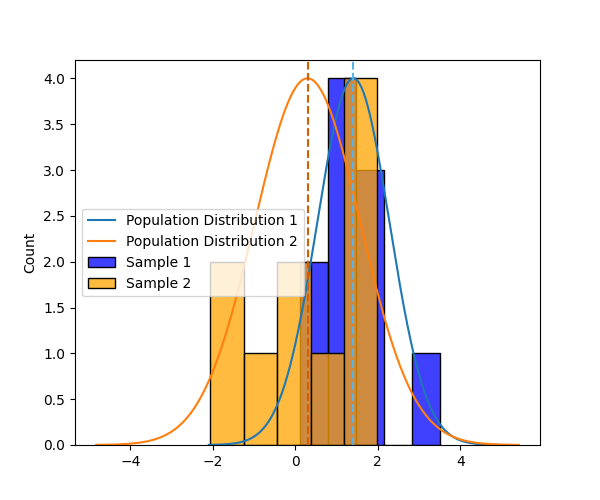 4.0
3.5
3.0
2.5
2.0
1.5
1.0
0.5
0.0
Count
Population Distribution 1
Population Distribution 2
Sample 1
Sample 2
−4 −2 0 2 4